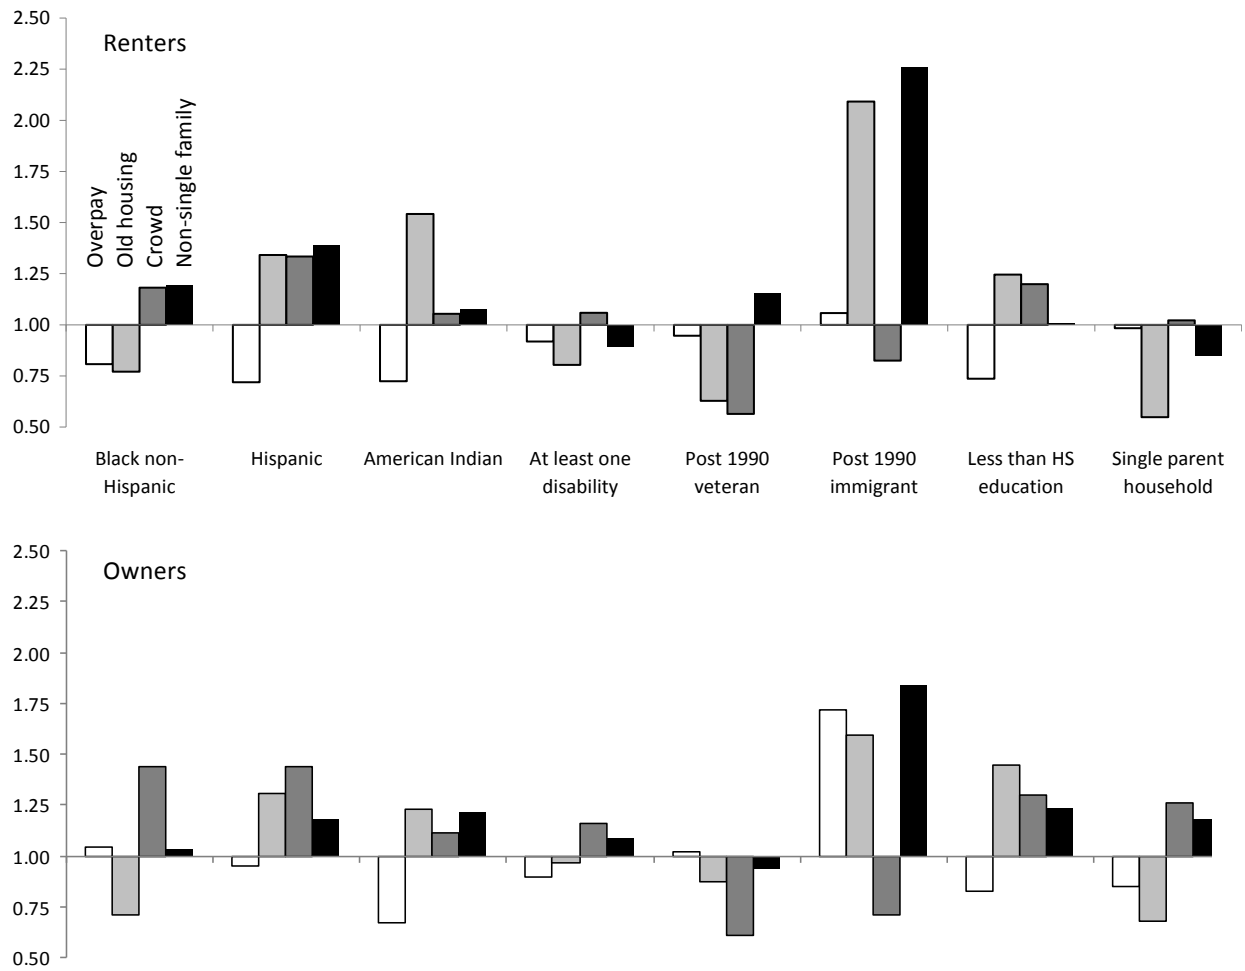 2.50
Renters
2.25
2.00
1.75
1.50
1.25
1.00
0.75
0.50
Overpay
Old housing
Crowd
Non-single family
Black non-
Hispanic
Hispanic
American Indian
At least one
disability
Post 1990
veteran
Post 1990
immigrant
Less than HS
education
Single parent
household
2.50
Owners
2.25
2.00
1.75
1.50
1.25
1.00
0.75
0.50